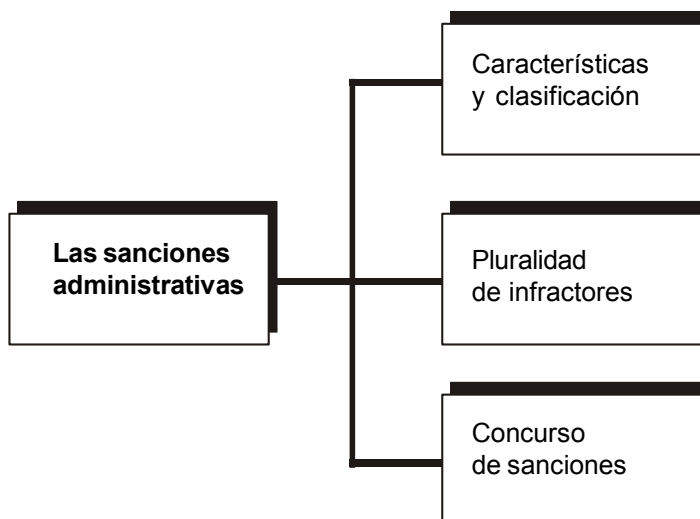 Características
y clasificación
Las sanciones
administrativas
Pluralidad
de infractores
Concurso
de sanciones